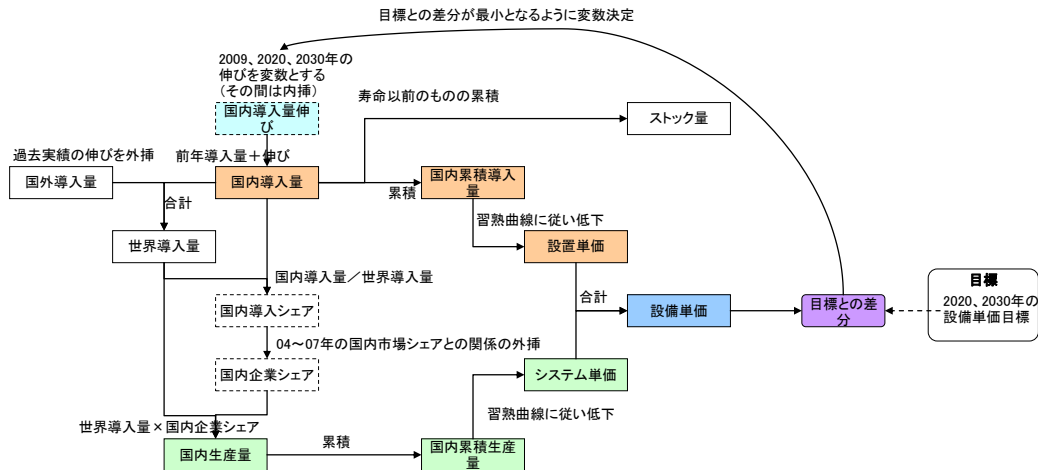 目標との差分が最小となるように変数決定
2009、2020、2030年の
伸びを変数とする
（その間は内挿）
国内導入量伸
び
寿命以前のものの累積
ストック量
過去実績の伸びを外挿
前年導入量＋伸び
国外導入量
国内導入量
国内累積導入
量
累積
合計
世界導入量
習熟曲線に従い低下
設置単価
国内導入量／世界導入量
国内導入シェア
合計
設備単価
目標との差
分
目標
2020、2030年の
設備単価目標
04～07年の国内市場シェアとの関係の外挿
国内企業シェア
システム単価
習熟曲線に従い低下
世界導入量×国内企業シェア
国内生産量
累積
国内累積生産
量